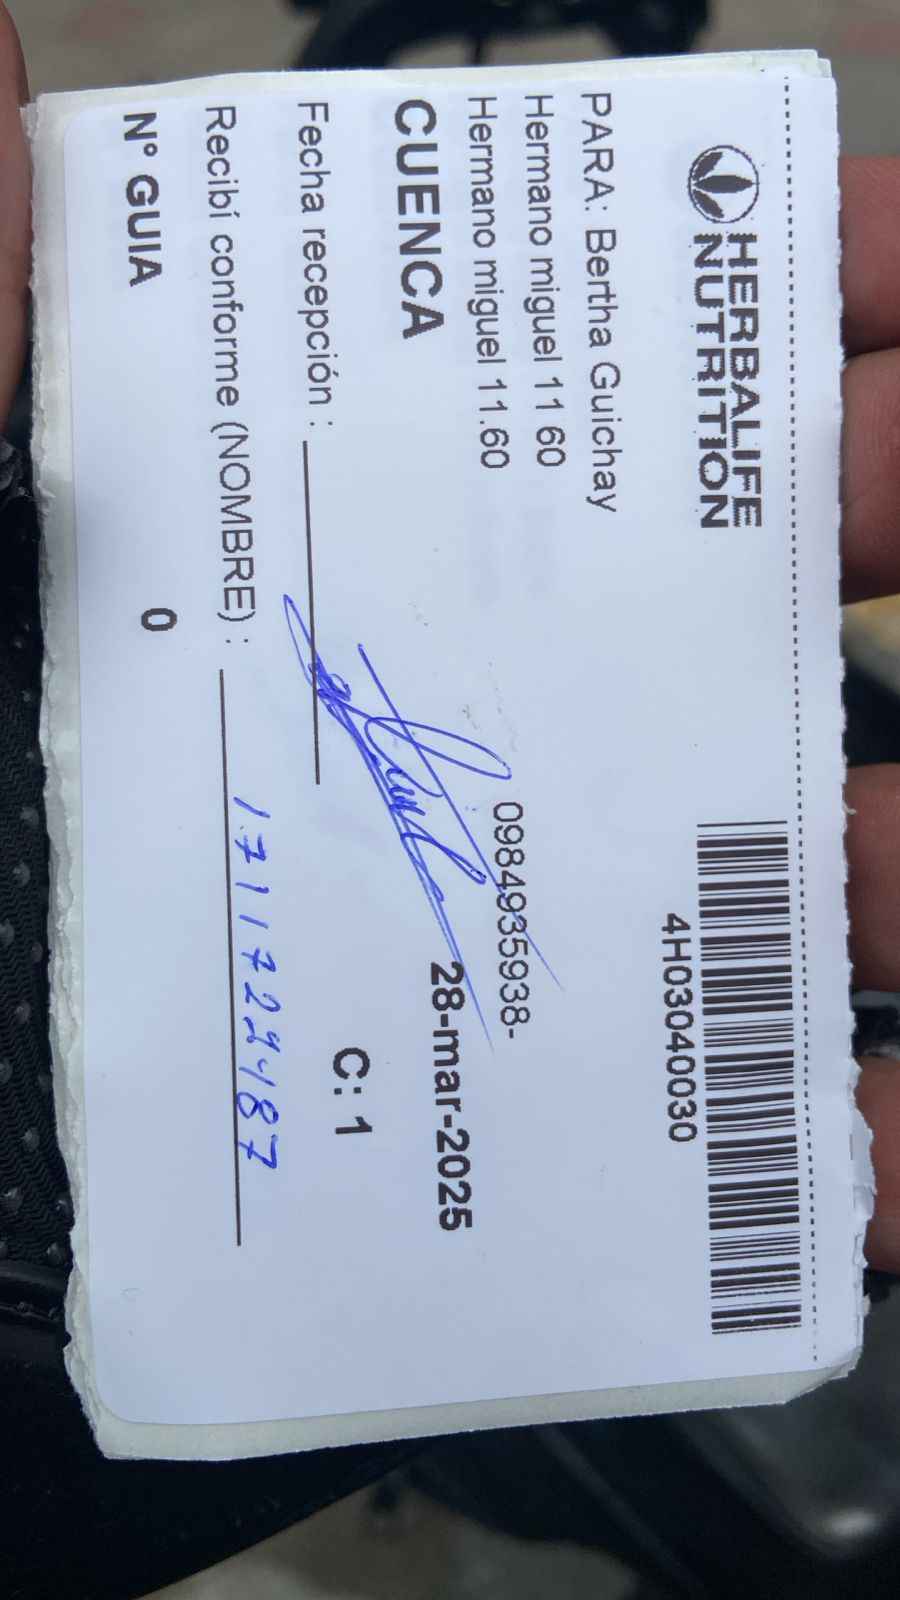 HERBALIFE
NUTRITION
4H03040030
PARA: Bertha Guichay
Hermano miguel 11 60
Hermano miguel 11.60
0984935938-
CUENCA
28-mar-2025
Fecha recepción :
C: 1
Recibí conforme (NOMBRE) :
N° GUIA
0